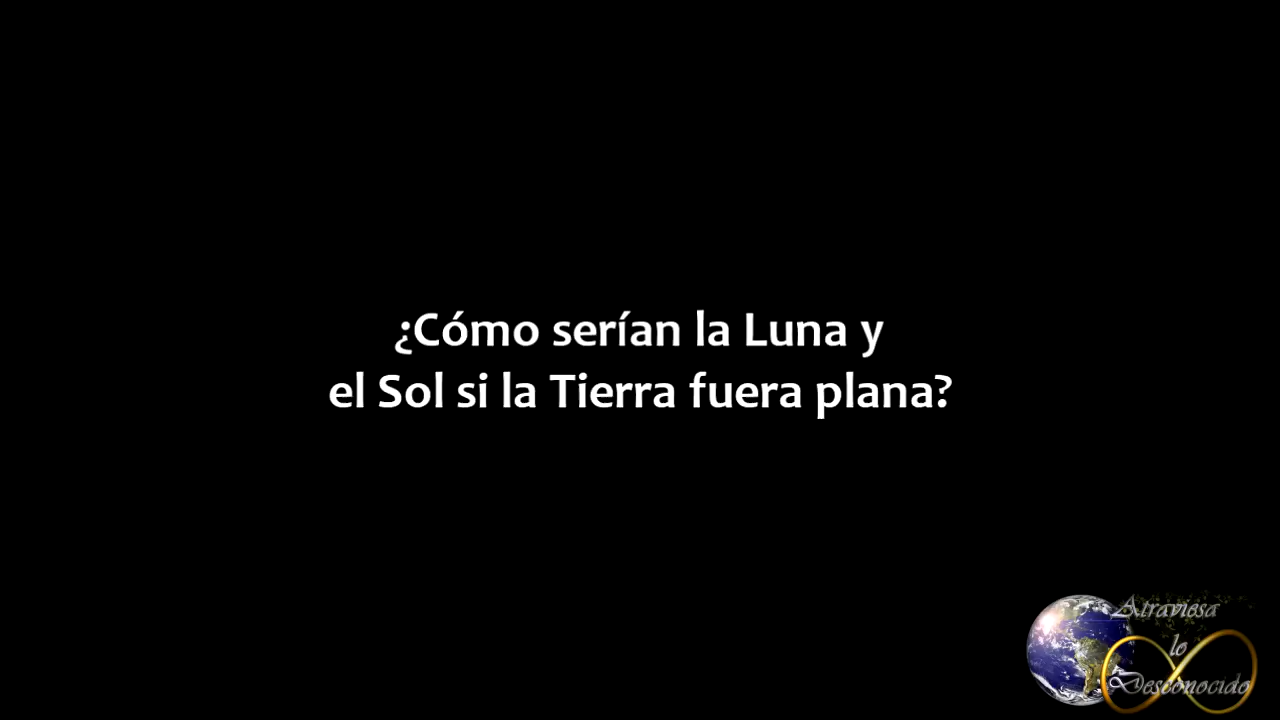 ¿Cómo serían la Luna y
el Sol si la Tierra fuera plana?
Atraviesa
lo
Desconocido